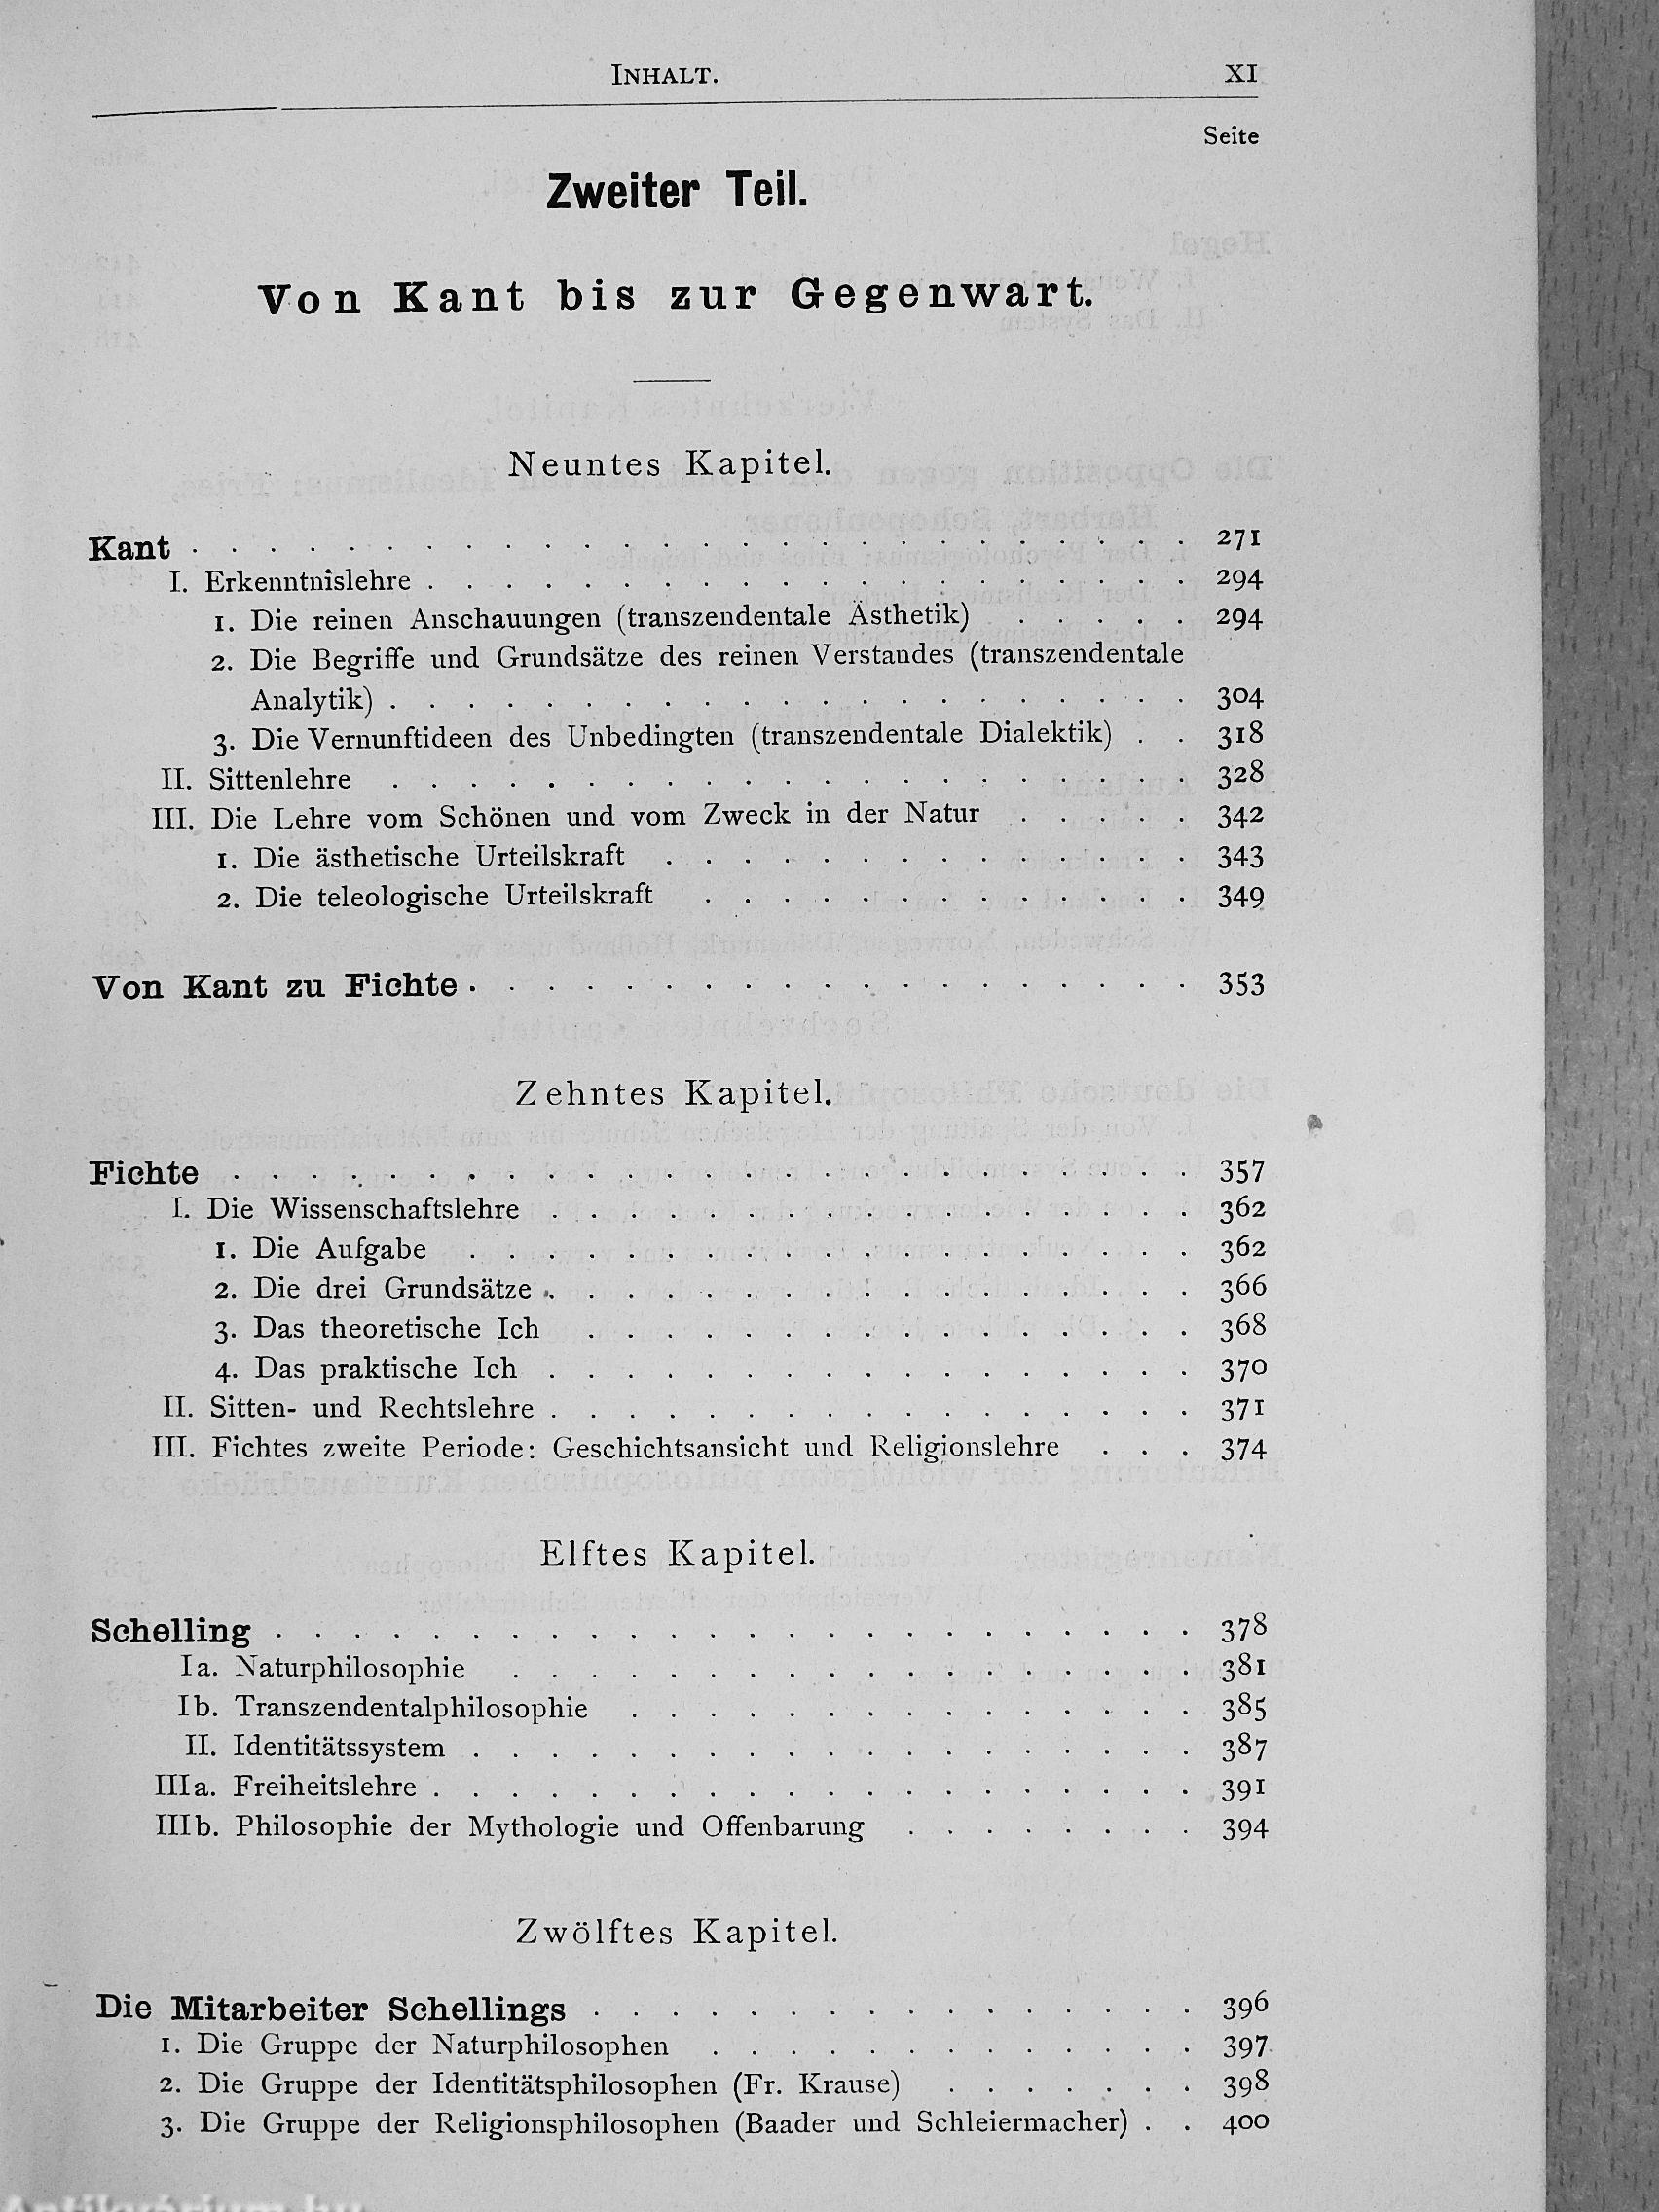 INHALT. XI
Seite
Zweiter Teil.
Von Kant bis zur Gegenwart.
Neuntes Kapitel.
Kant . . . . . . . . . . . . . . . . . . . . . . . . . . 271
I. Erkenntnislehre . . . . . . . . . . . . . . . . . . . . 294
1. Die reinen Anschauungen (transzendentale Ästhetik) . . . . . 294
2. Die Begriffe und Grundsätze des reinen Verstandes (transzendentale
Analytik) . . . . . . . . . . . . . . . . . . . . . 304
3. Die Vernunftideen des Unbedingten (transzendentale Dialektik) . . 318
II. Sittenlehre . . . . . . . . . . . . . . . . . . . . . 328
III. Die Lehre vom Schönen und vom Zweck in der Natur . . . . . 342
1. Die ästhetische Urteilskraft . . . . . . . . . . . . . . 343
2. Die teleologische Urteilskraft . . . . . . . . . . . . . 349
Von Kant zu Fichte . . . . . . . . . . . . . . . . . . . 353
Zehntes Kapitel.
Fichte . . . . . . . . . . . . . . . . . . . . . . . . . 357
I. Die Wissenschaftslehre . . . . . . . . . . . . . . . . . 362
1. Die Aufgabe . . . . . . . . . . . . . . . . . . . 362
2. Die drei Grundsätze . . . . . . . . . . . . . . . . . 366
3. Das theoretische Ich . . . . . . . . . . . . . . . . 368
4. Das praktische Ich . . . . . . . . . . . . . . . . . 370
II. Sitten- und Rechtslehre . . . . . . . . . . . . . . . . . 371
III. Fichtes zweite Periode: Geschichtsansicht und Religionslehre . . . 374
Elftes Kapitel.
Schelling . . . . . . . . . . . . . . . . . . . . . . . . 378
Ia. Naturphilosophie . . . . . . . . . . . . . . . . . . 381
Ib. Transzendentalphilosophie . . . . . . . . . . . . . . . 385
II. Identitätssystem . . . . . . . . . . . . . . . . . . . 387
IIIa. Freiheitslehre . . . . . . . . . . . . . . . . . . . . 391
IIIb. Philosophie der Mythologie und Offenbarung . . . . . . . . 394
Zwölftes Kapitel.
Die Mitarbeiter Schellings . . . . . . . . . . . . . . . . 396
1. Die Gruppe der Naturphilosophen . . . . . . . . . . . . . 397
2. Die Gruppe der Identitätsphilosophen (Fr. Krause) . . . . . . . 398
3. Die Gruppe der Religionsphilosophen (Baader und Schleiermacher) . . 400
Antikvárium.hu